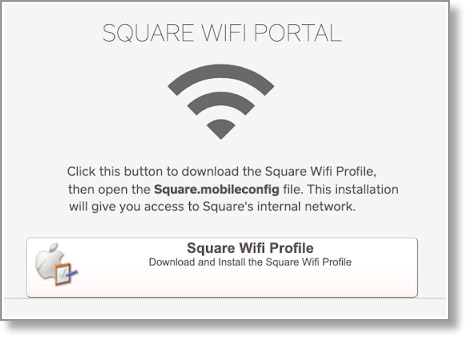 SQUARE WIFI PORTAL
Click this button to download the Square Wifi Profile,
then open the Square.mobileconfig file. This installation
will give you access to Square's internal network.
Square Wifi Profile
Download and Install the Square Wifi Profile